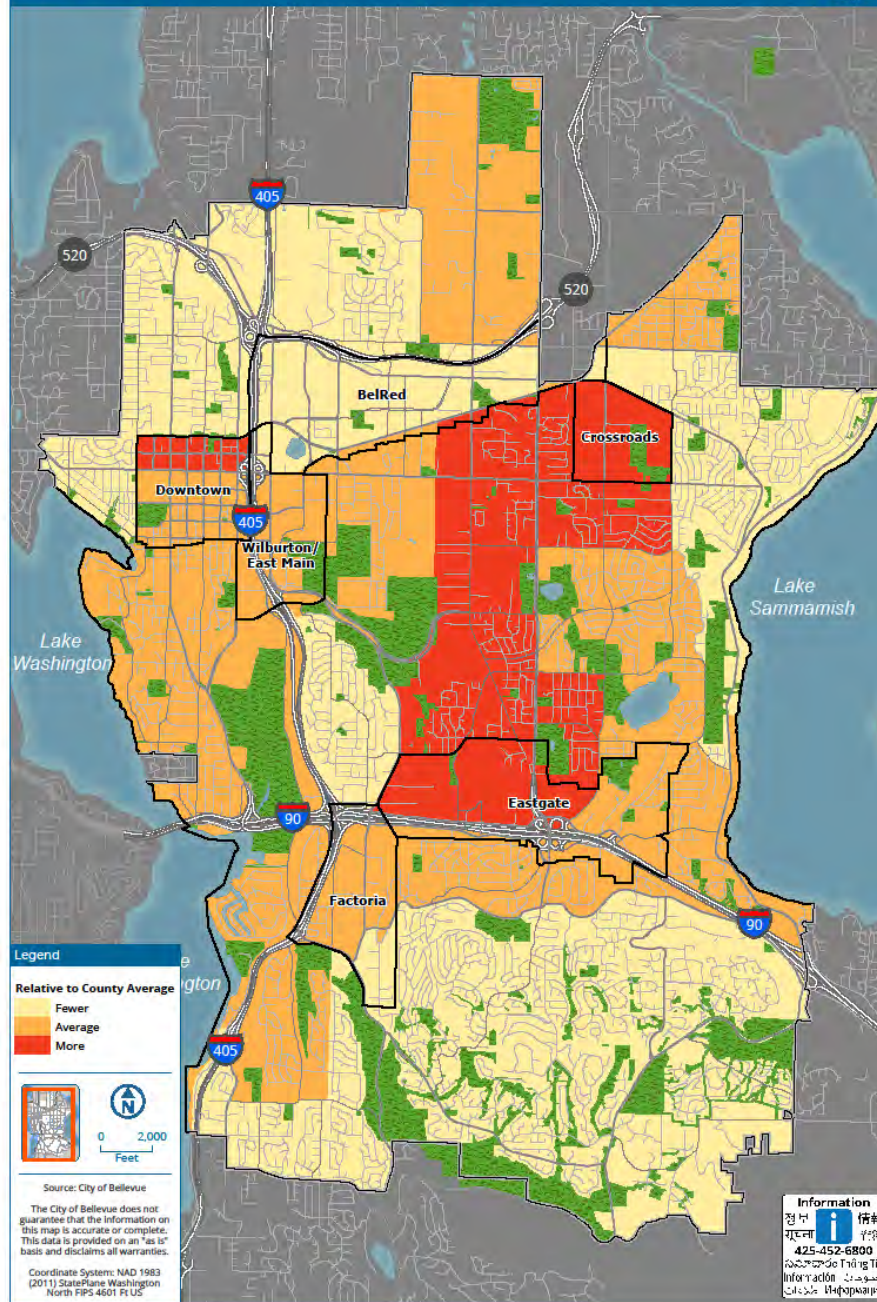 405
520
520
BelRed
Crossroads
Downtown
405
Wilburton/
East Main
Lake
Sammamish
Lake
Washington
Eastgate
90
Factoria
90
405
Legend
Relative to County Average
Fewer
Average
More
N
0 2,000
Feet
Source: City of Bellevue
The City of Bellevue does not
guarantee that the information on
this map is accurate or complete.
This data is provided on an "as is"
basis and disclaims all warranties.
Coordinate System: NAD 1983
(2011) StatePlane Washington
North FIPS 4601 Ft US
Information
정보 i 情報
425-452-6800
Información